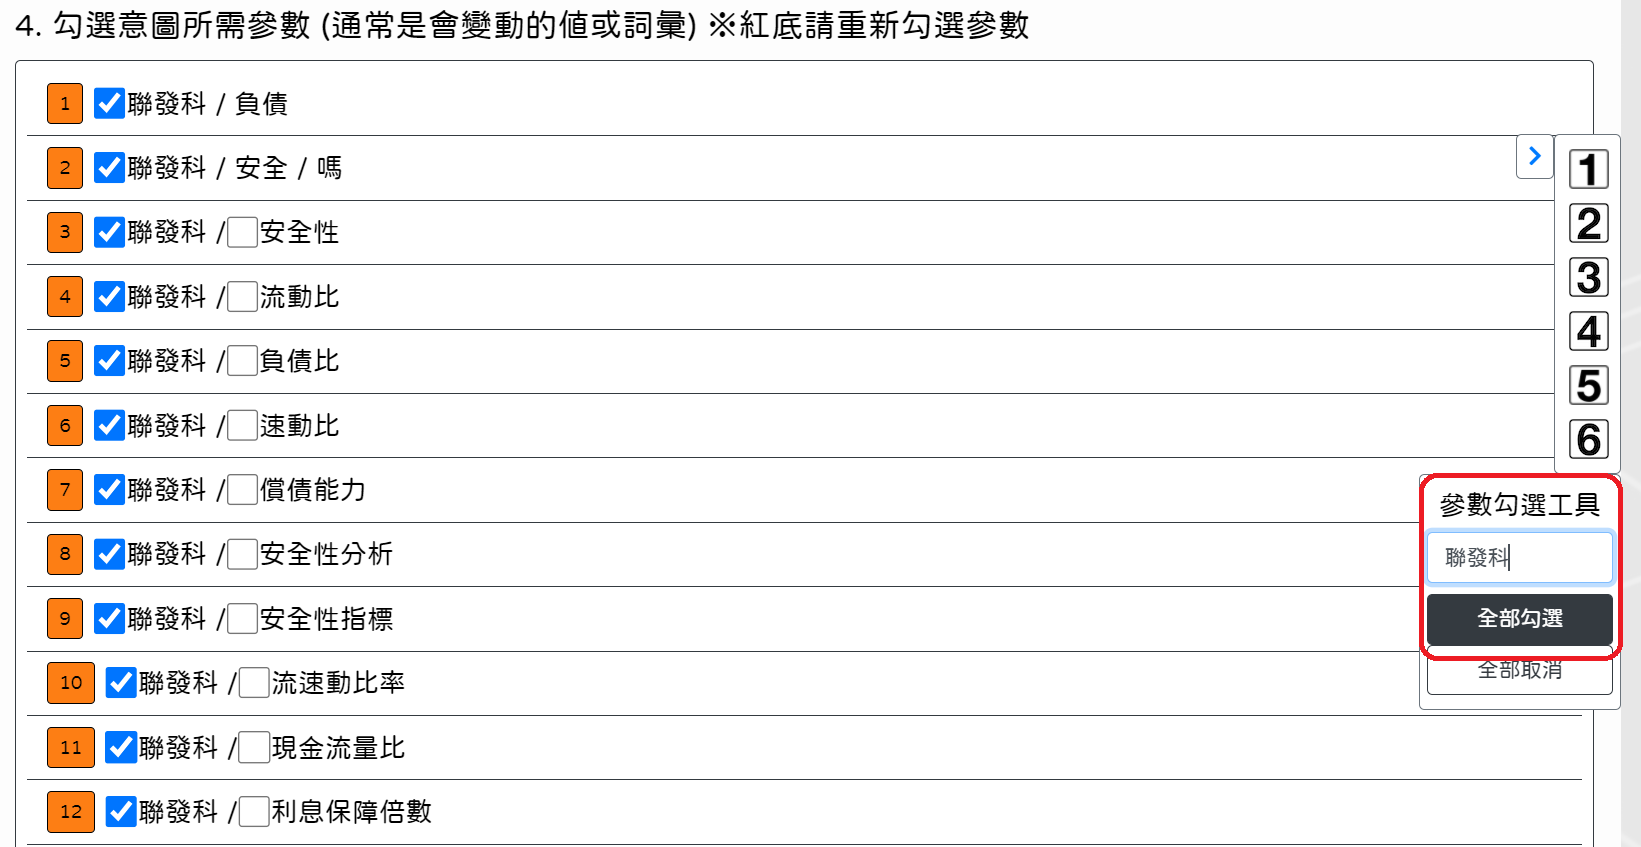 4. 勾選意圖所需參數 (通常是會變動的值或詞彙) ※紅底請重新勾選參數
1 聯發科 / 負債
2 聯發科 / 安全 / 嗎
3 聯發科 / 安全性
4 聯發科 / 流動比
5 聯發科 / 負債比
6 聯發科 / 速動比
7 聯發科 / 償債能力
8 聯發科 / 安全性分析
9 聯發科 / 安全性指標
10 聯發科 / 流速動比率
11 聯發科 / 現金流量比
12 聯發科 / 利息保障倍數
1
2
3
4
5
6
參數勾選工具
聯發科
全部勾選
全部取消